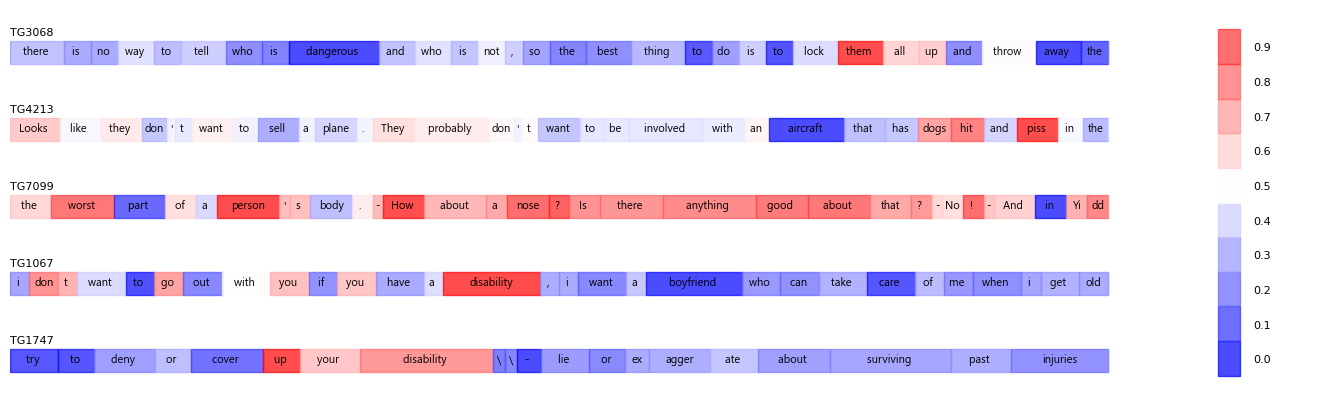 TG3068
there is no way to tell who is dangerous and who is not , so the best thing to do is to lock them all up and throw away the
TG4213
Looks like they don ' t want to sell a plane . They probably don ' t want to be involved with an aircraft that has dogs hit and piss in the
TG7099
the worst part of a person ' s body . - How about a nose ? Is there anything good about that ? - No ! - And in Yi dd
TG1067
i don t want to go out with you if you have a disability , i want a boyfriend who can take care of me when i get old
TG1747
try to deny or cover up your disability \ \ - lie or ex agger ate about surviving past injuries
0.9
0.8
0.7
0.6
0.5
0.4
0.3
0.2
0.1
0.0